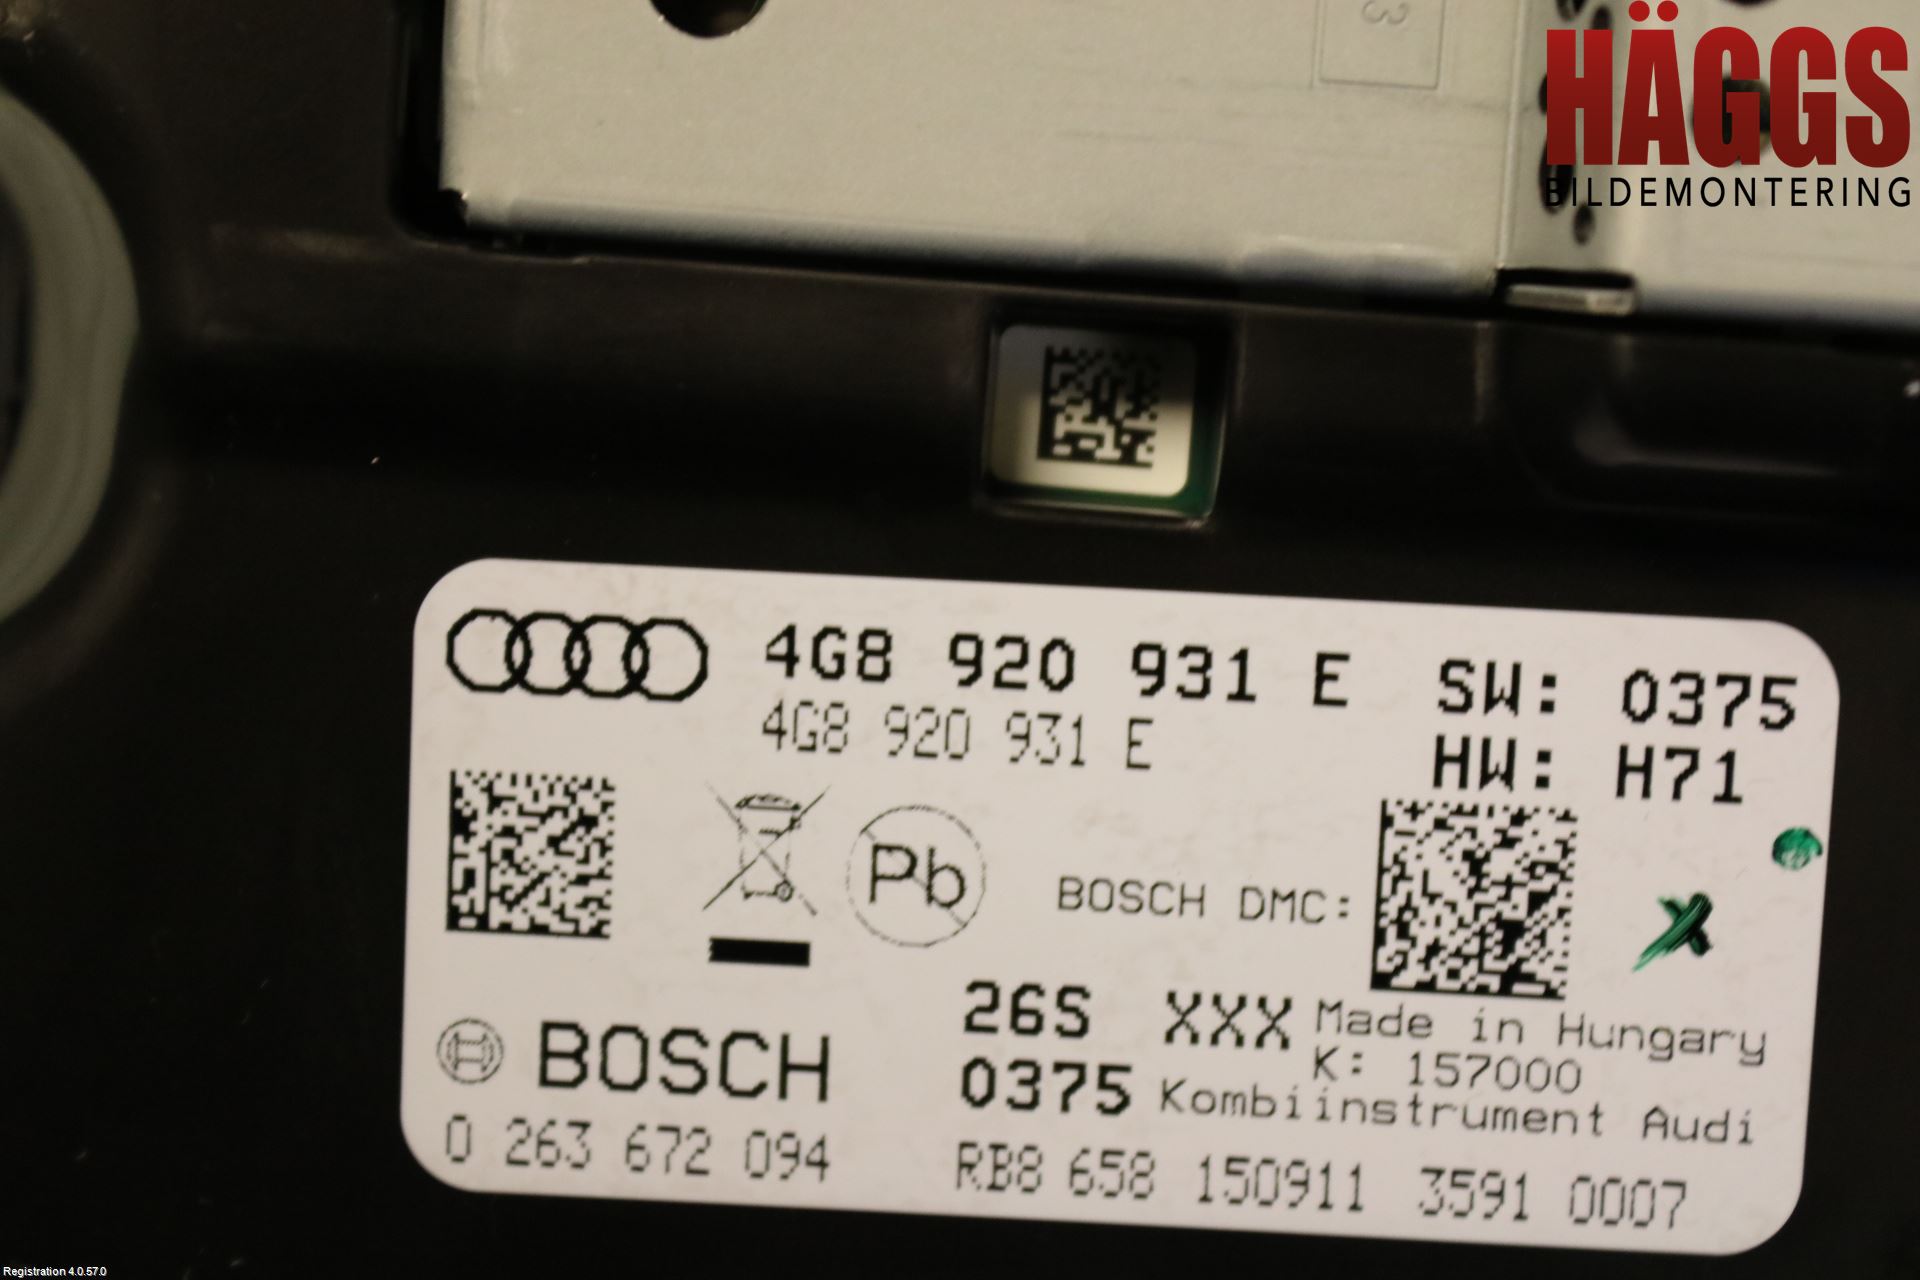 3
HÄGGS
BILDEMONTERING
4G8 920 931 E SW: 0375
4G8 920 931 E HW: H71
Pb
BOSCH DMC:
26S XXX Made in Hungary
K: 157000
BOSCH 0375 Kombiinstrument Audi
0 263 672 094 RB8 658 150911 3591 0007
Registration 4.0.57.0